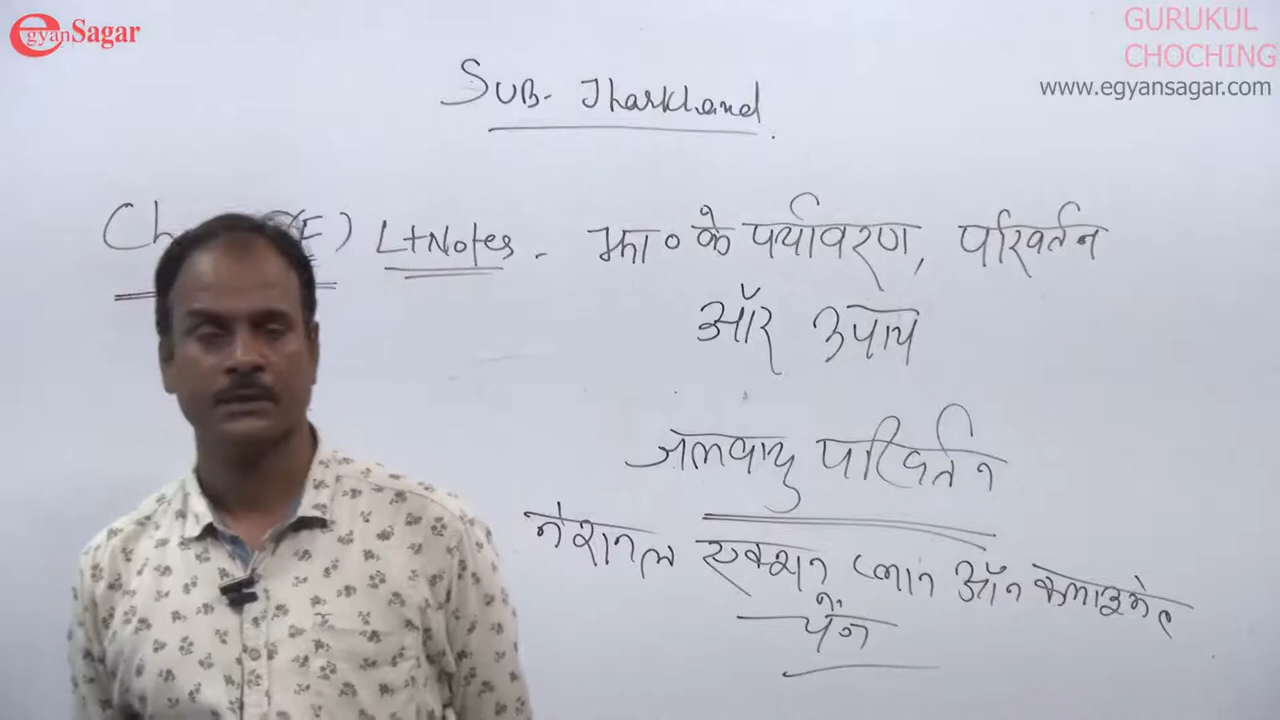 egyanSagar
GURUKUL
CHOCHING
www.egyansagar.com
SUB- Jharkhand
Ch (E) L+Notes - झा० के पर्यावरण, परिवर्तन
और उपाय
जलवायु परिवर्तन
नेशनल एक्शन प्लान ऑन क्लाइमेट
चेंज